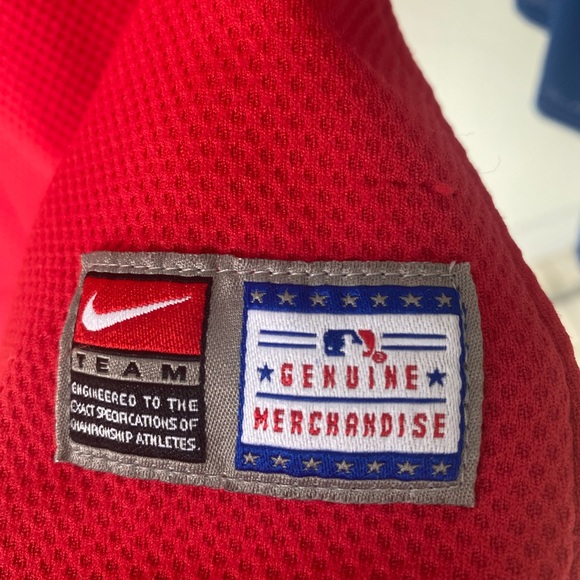 TEAM
ENGINEERED TO THE
EXACT SPECIFICATIONS OF
CHAMPIONSHIP ATHLETES.
GENUINE
MERCHANDISE